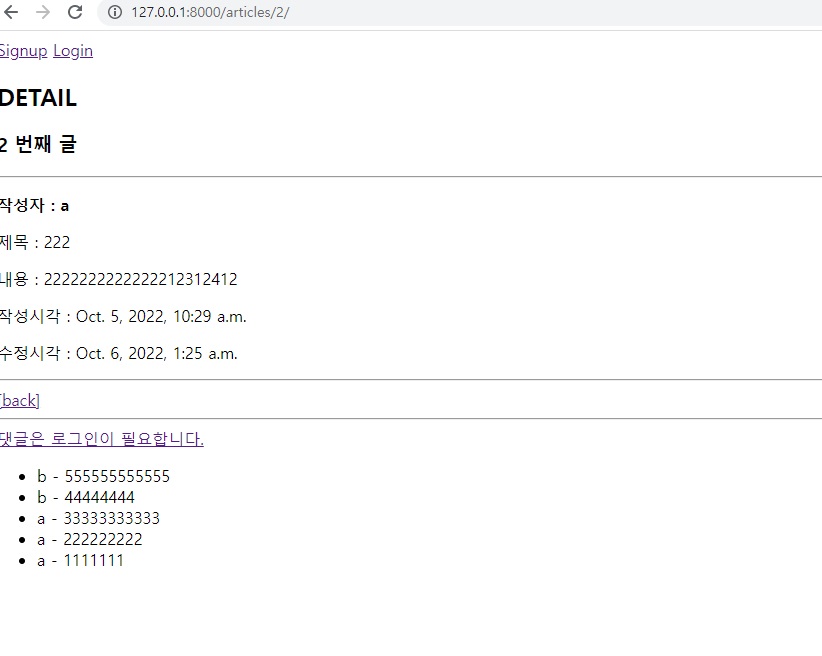 127.0.0.1:8000/articles/2/
Signup Login
DETAIL
2 번째 글
작성자 : a
제목 : 222
내용 : 2222222222222212312412
작성시각 : Oct. 5, 2022, 10:29 a.m.
수정시각 : Oct. 6, 2022, 1:25 a.m.
[back]
댓글은 로그인이 필요합니다.
b - 555555555555
b - 44444444
a - 33333333333
a - 222222222
a - 1111111